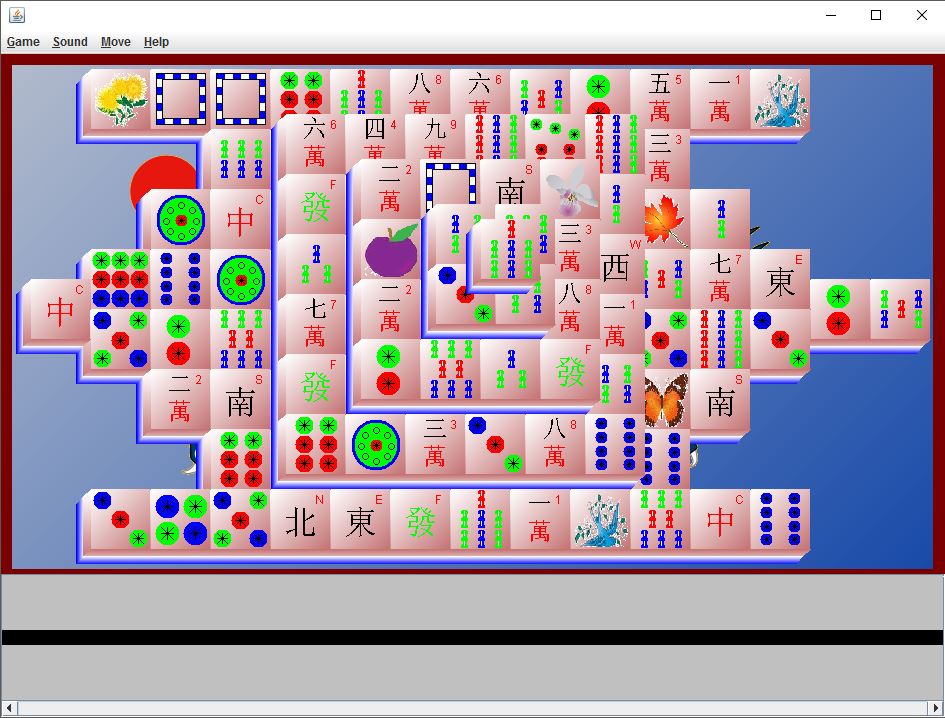 Game Sound Move Help
八 8 六 6 五 5 一 1
萬 萬 萬 萬
六 6 四 4 九 9 三 3
萬 萬 萬 萬
二 2 南 S
萬
中 C 發 F
三 3
萬
西 W 七 7 東 E
萬
中 C 七 7 二 2 八 8 一 1
萬 萬 萬 萬
二 2 南 S 發 F 發 F 南 S
萬
三 3 八 8
萬 萬
北 N 東 E 發 F 一 1 中 C
萬